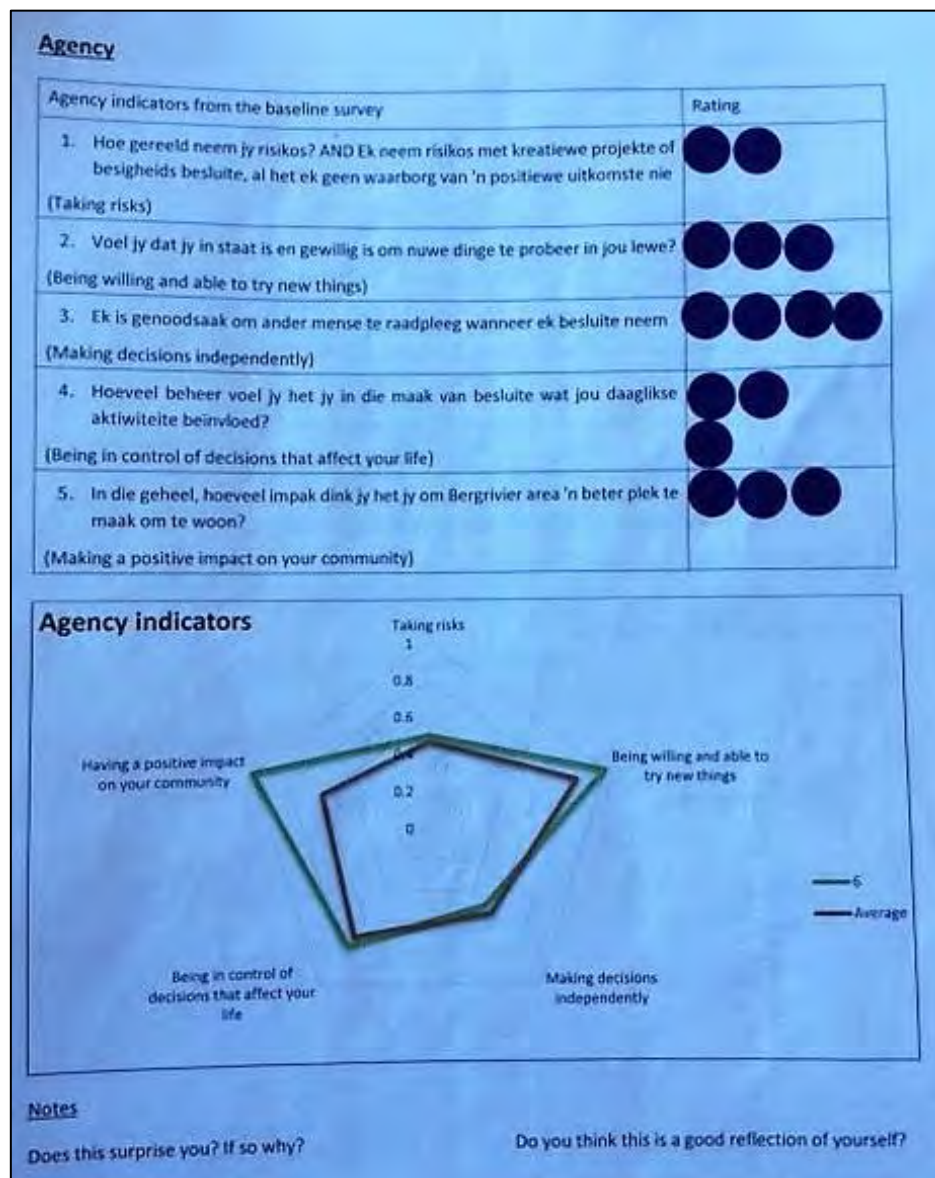 Agency
Agency indicators from the baseline survey
Rating
1. Hoe gereeld neem jy risikos? AND Ek neem risikos met kreatiewe projekte of
besigheids besluite, al het ek geen waarborg van 'n positiewe uitkomste nie
(Taking risks)
2. Voel jy dat jy in staat is en gewillig is om nuwe dinge te probeer in jou lewe?
(Being willing and able to try new things)
3. Ek is genoodsaak om ander mense te raadpleeg wanneer ek besluite neem
(Making decisions independently)
4. Hoeveel beheer voel jy het jy in die maak van besluite wat jou daaglikse
aktiwiteite beïnvloed?
(Being in control of decisions that affect your life)
5. In die geheel, hoeveel impak dink jy het jy om Bergrivier area 'n beter plek te
maak om te woon?
(Making a positive impact on your community)
Agency indicators
Taking risks
1
0.8
0.6
0.4
0.2
0
Being willing and able to
try new things
Having a positive impact
on your community
6
Average
Being in control of
decisions that affect your
life
Making decisions
independently
Notes
Does this surprise you? If so why?
Do you think this is a good reflection of yourself?